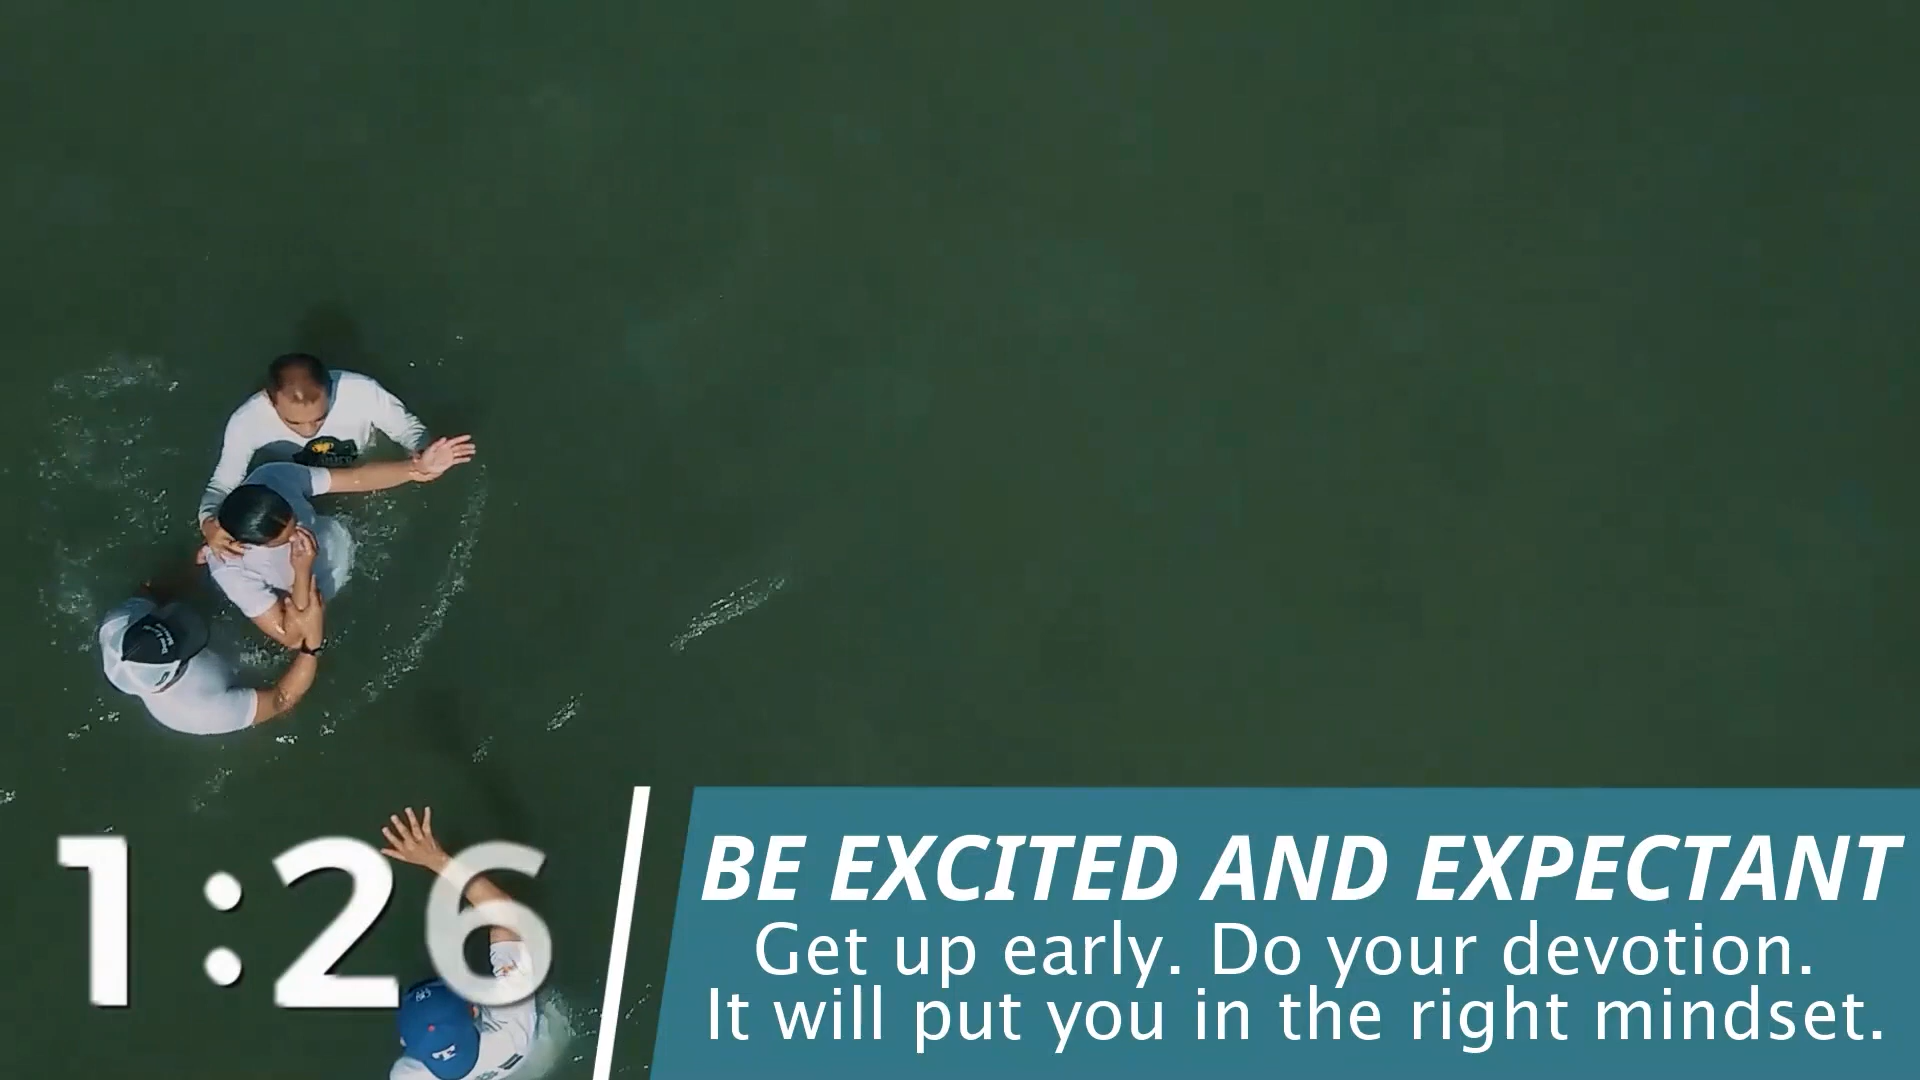 1:26
BE EXCITED AND EXPECTANT
Get up early. Do your devotion.
It will put you in the right mindset.